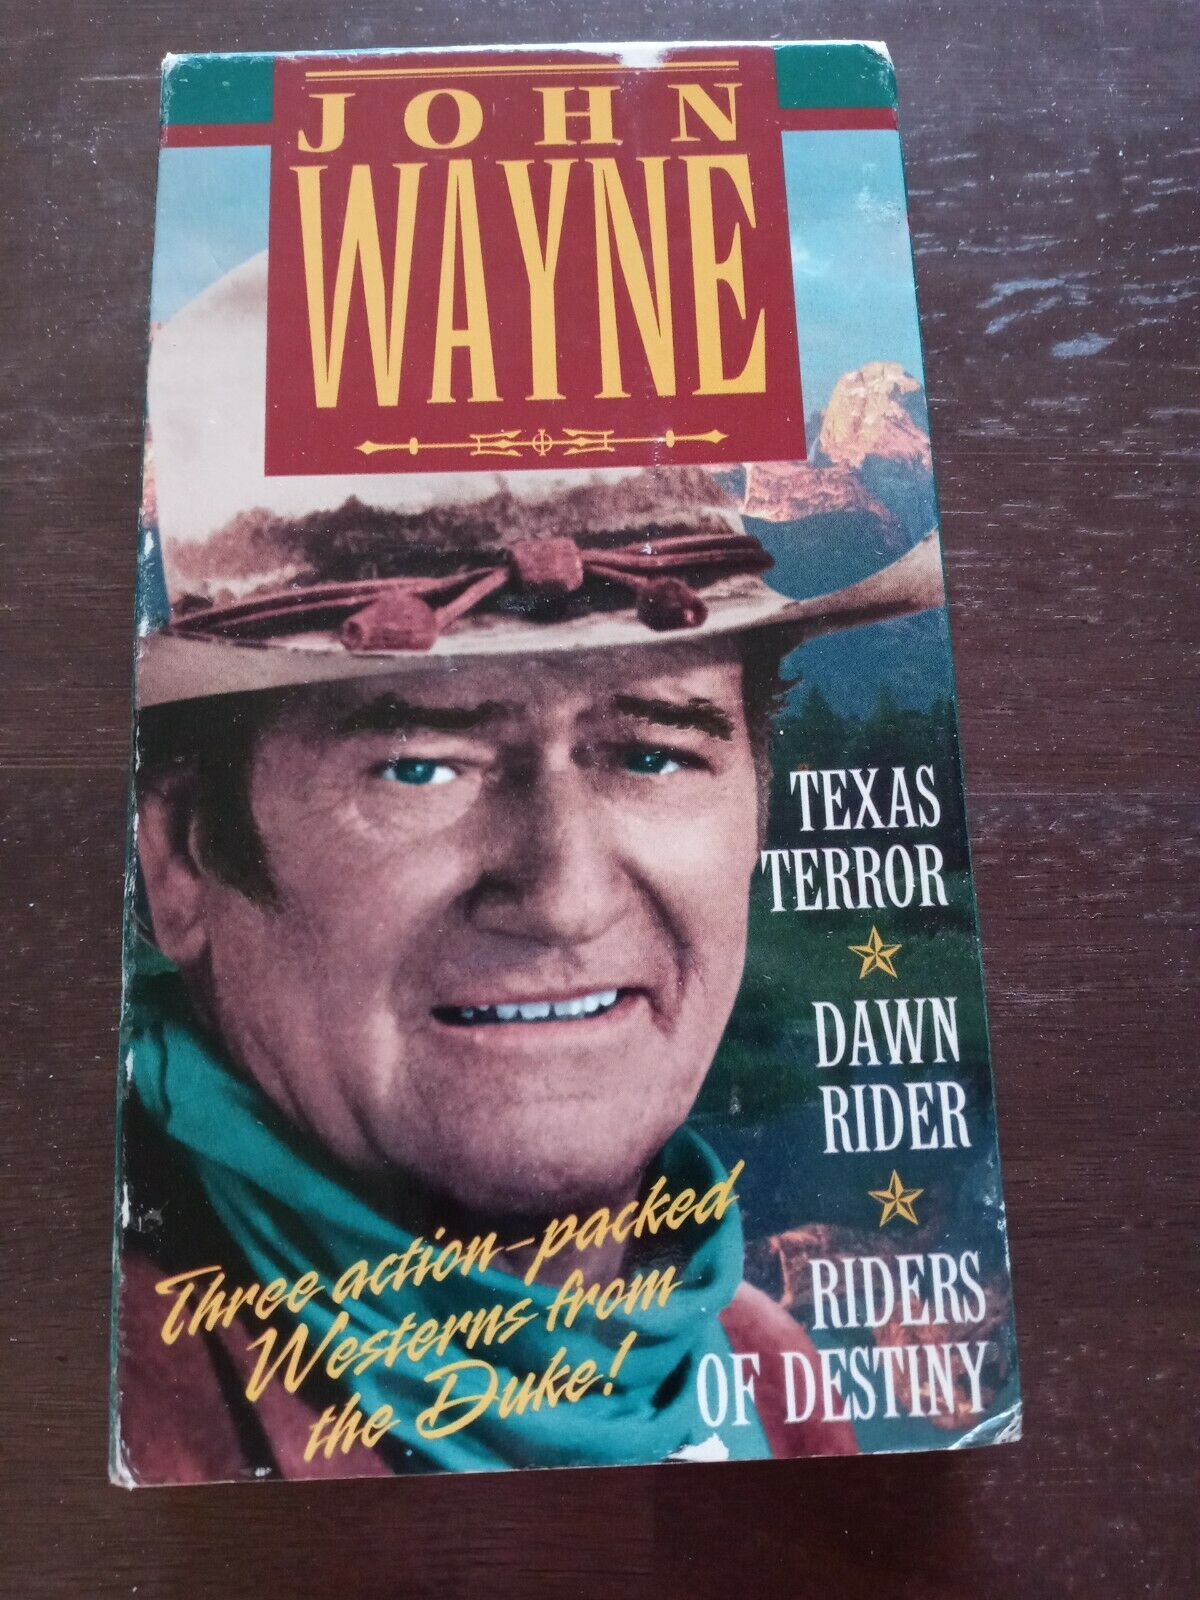 JOHN
WAYNE
TEXAS
TERROR
DAWN
RIDER
RIDERS
OF DESTINY
Three action-packed
Westerns from
the Duke!